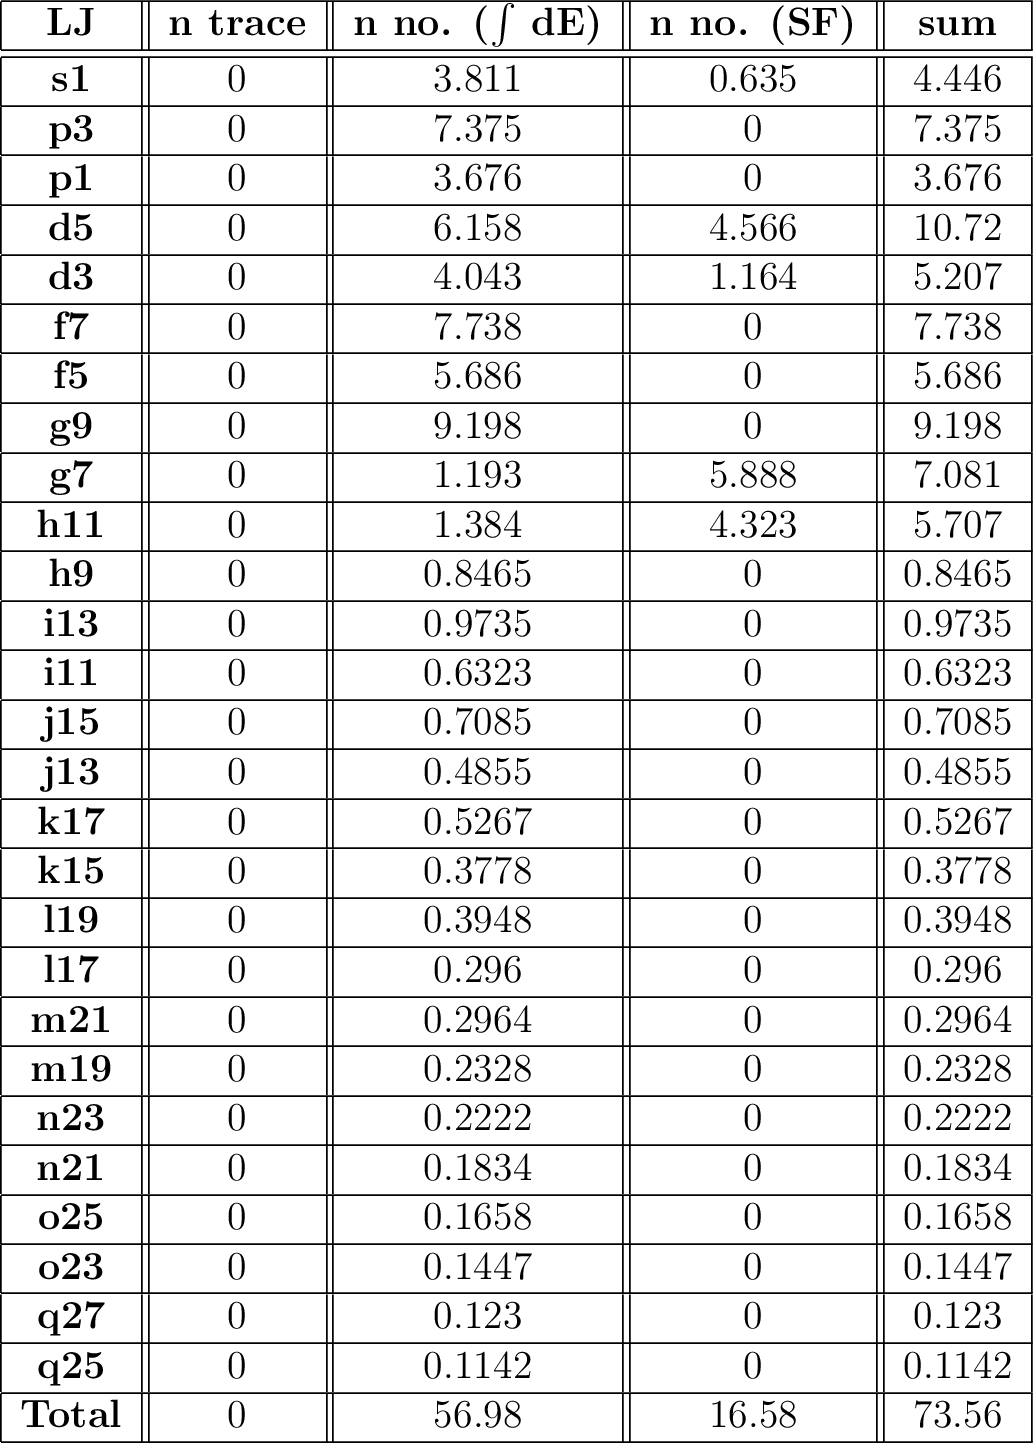 LJ n trace n no. (∫ dE) n no. (SF) sum
s1 0 3.811 0.635 4.446
p3 0 7.375 0 7.375
p1 0 3.676 0 3.676
d5 0 6.158 4.566 10.72
d3 0 4.043 1.164 5.207
f7 0 7.738 0 7.738
f5 0 5.686 0 5.686
g9 0 9.198 0 9.198
g7 0 1.193 5.888 7.081
h11 0 1.384 4.323 5.707
h9 0 0.8465 0 0.8465
i13 0 0.9735 0 0.9735
i11 0 0.6323 0 0.6323
j15 0 0.7085 0 0.7085
j13 0 0.4855 0 0.4855
k17 0 0.5267 0 0.5267
k15 0 0.3778 0 0.3778
l19 0 0.3948 0 0.3948
l17 0 0.296 0 0.296
m21 0 0.2964 0 0.2964
m19 0 0.2328 0 0.2328
n23 0 0.2222 0 0.2222
n21 0 0.1834 0 0.1834
o25 0 0.1658 0 0.1658
o23 0 0.1447 0 0.1447
q27 0 0.123 0 0.123
q25 0 0.1142 0 0.1142
Total 0 56.98 16.58 73.56